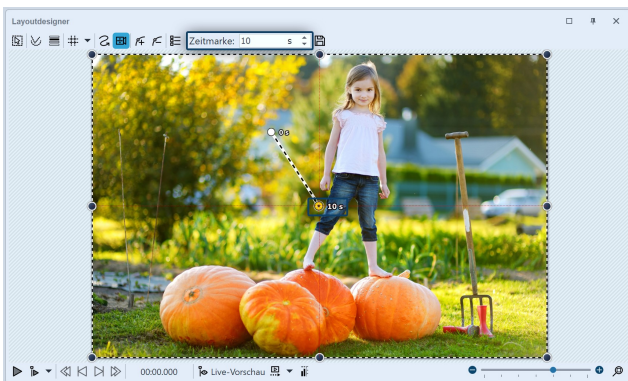 Layoutdesigner
Zeitmarke: 10 s
0 s
10 s
00:00.000 Live-Vorschau